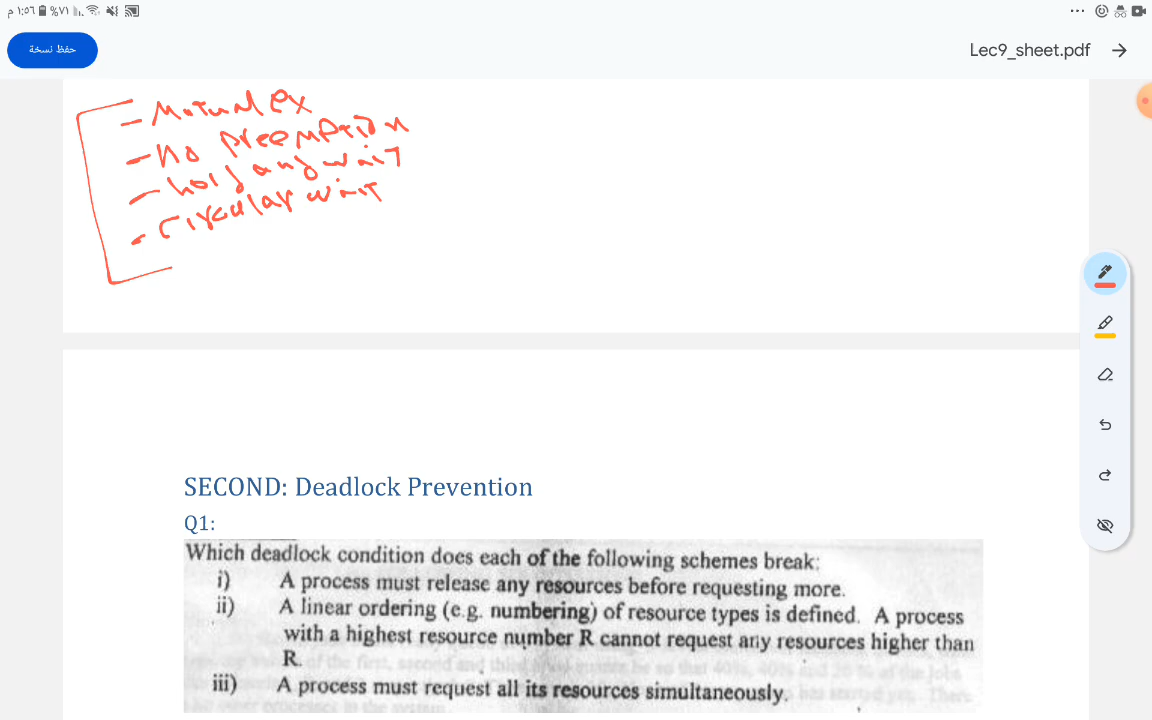 م ١:٥٦ %٧١
حفظ نسخة
Lec9_sheet.pdf
- Mutual ex
- No preemption
- hold and wait
- Circular wait
SECOND: Deadlock Prevention
Q1:
Which deadlock condition does each of the following schemes break:
i) A process must release any resources before requesting more.
ii) A linear ordering (e.g. numbering) of resource types is defined. A process
with a highest resource number R cannot request any resources higher than
R.
iii) A process must request all its resources simultaneously.